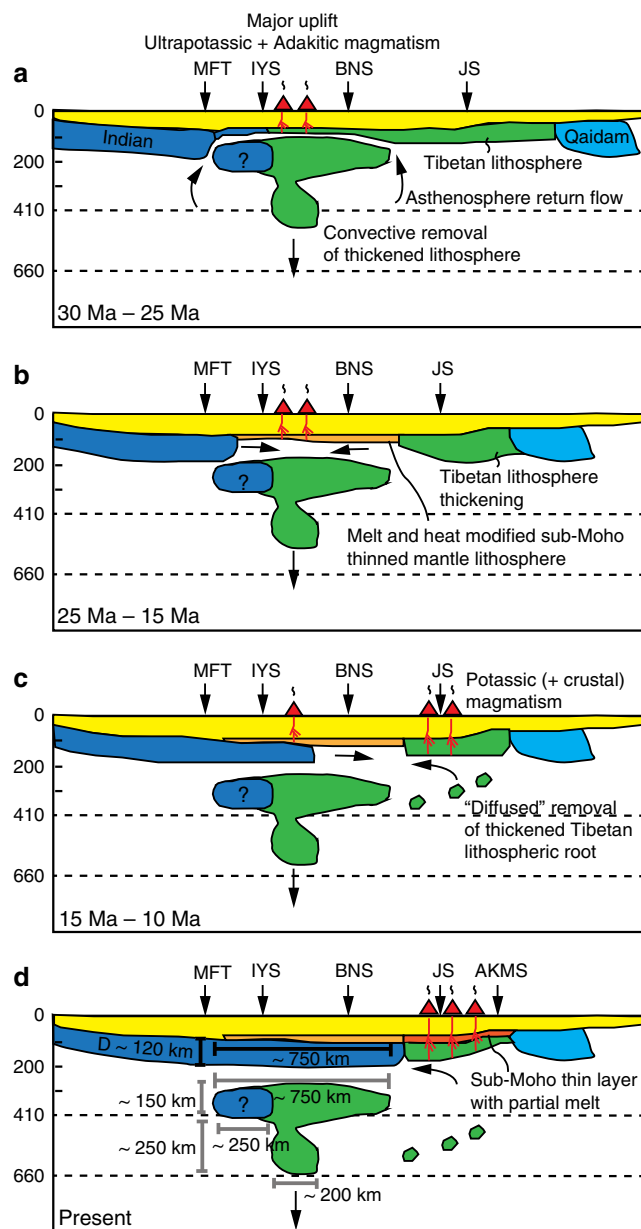 Major uplift
Ultrapotassic + Adakitic magmatism
a
MFT IYS BNS JS
0
Indian
Qaidam
200
?
Tibetan lithosphere
Asthenosphere return flow
410
Convective removal
of thickened lithosphere
660
30 Ma – 25 Ma
b
MFT IYS BNS JS
0
200
?
Tibetan lithosphere
thickening
410
Melt and heat modified sub-Moho
thinned mantle lithosphere
660
25 Ma – 15 Ma
c
MFT IYS BNS JS
Potassic (+ crustal)
magmatism
0
200
?
410
“Diffused” removal
of thickened Tibetan
lithospheric root
660
15 Ma – 10 Ma
d
MFT IYS BNS JS AKMS
0
D ~ 120 km
~ 750 km
200
Sub-Moho thin layer
with partial melt
~ 150 km
?
~ 750 km
410
~ 250 km
~ 250 km
660
~ 200 km
Present